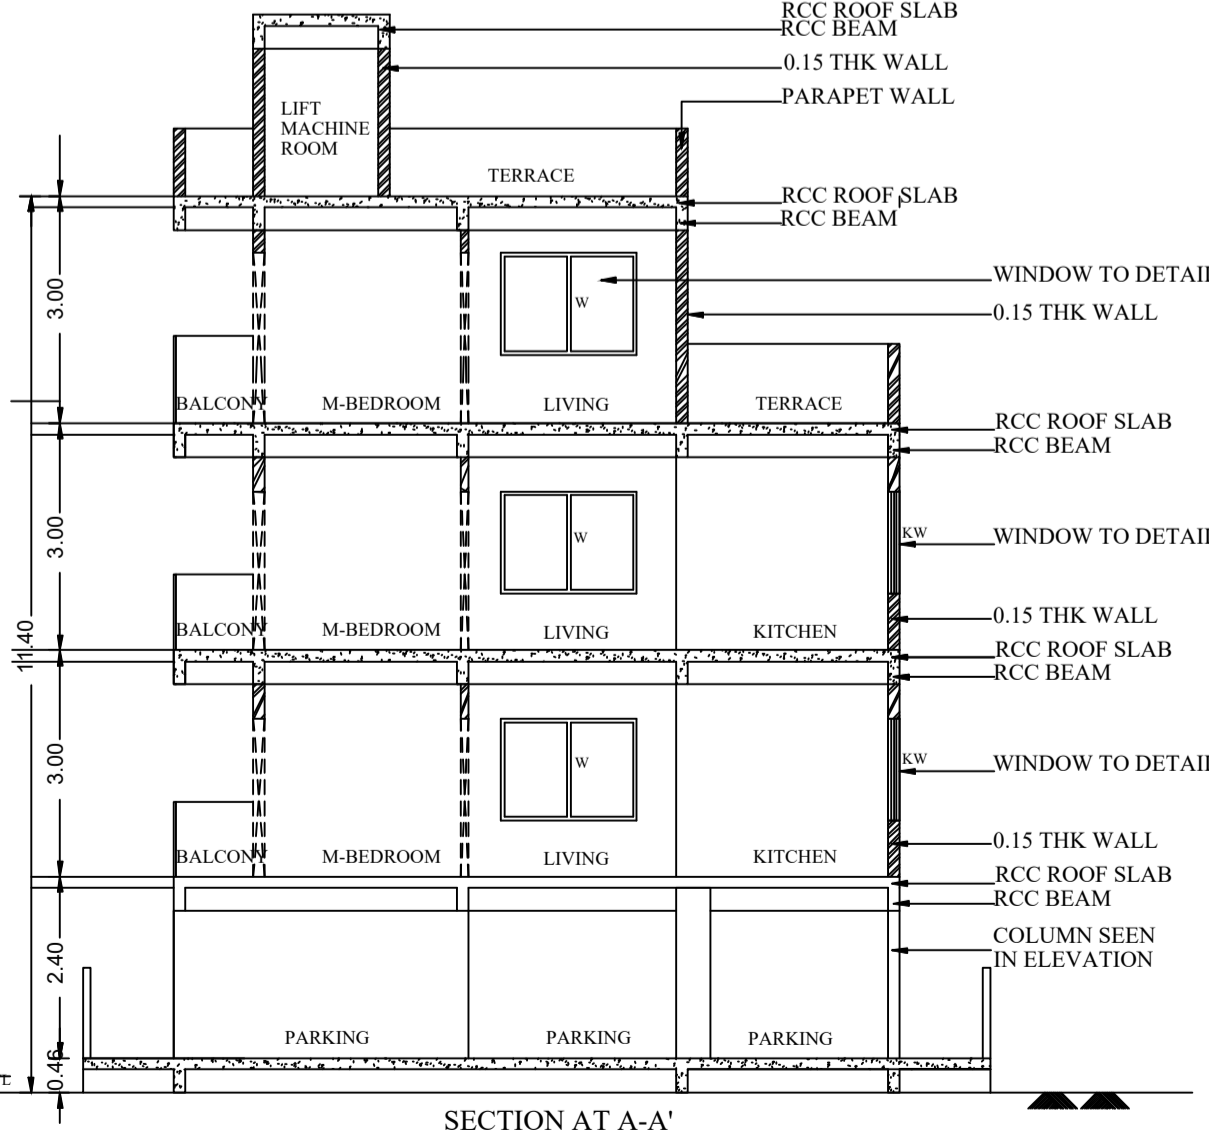 RCC ROOF SLAB
RCC BEAM
0.15 THK WALL
PARAPET WALL
LIFT
MACHINE
ROOM
TERRACE
RCC ROOF SLAB
RCC BEAM
3.00
W
WINDOW TO DETAIL
0.15 THK WALL
BALCONY
M-BEDROOM
LIVING
TERRACE
RCC ROOF SLAB
RCC BEAM
3.00
W
KW
WINDOW TO DETAIL
0.15 THK WALL
BALCONY
M-BEDROOM
LIVING
KITCHEN
11.40
RCC ROOF SLAB
RCC BEAM
3.00
W
KW
WINDOW TO DETAIL
0.15 THK WALL
BALCONY
M-BEDROOM
LIVING
KITCHEN
RCC ROOF SLAB
RCC BEAM
COLUMN SEEN
IN ELEVATION
2.40
PARKING
PARKING
PARKING
0.46
SECTION AT A-A'